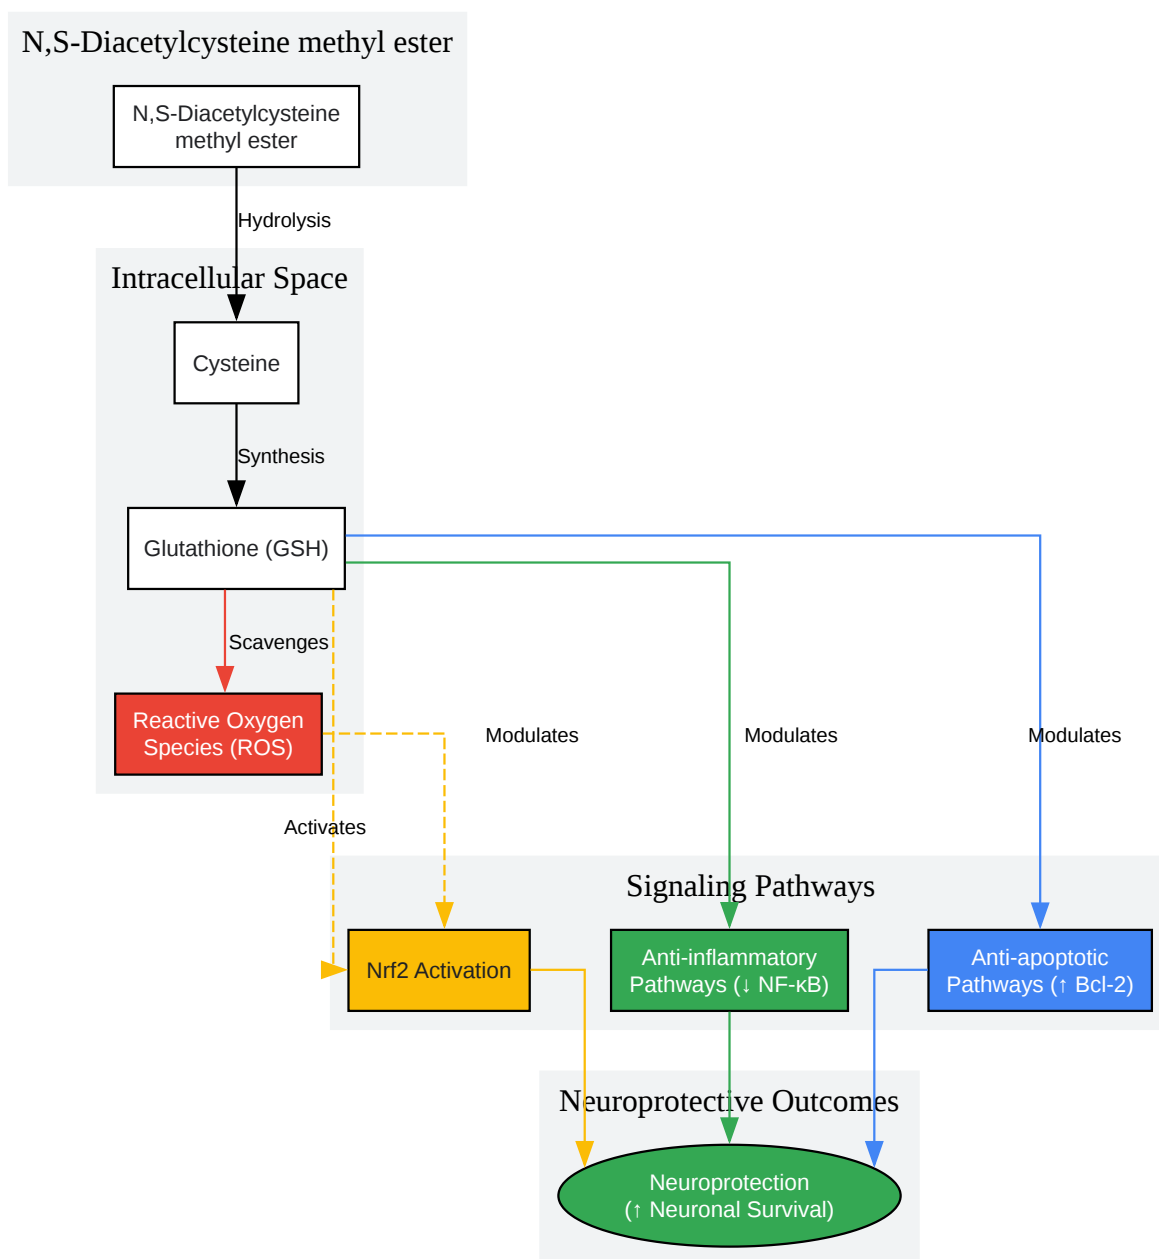 N,S-Diacetylcysteine methyl ester
N,S-Diacetylcysteine
methyl ester
Hydrolysis
Intracellular Space
Cysteine
Synthesis
Glutathione (GSH)
Scavenges
Reactive Oxygen
Species (ROS)
Modulates
Modulates
Modulates
Activates
Signaling Pathways
Nrf2 Activation
Anti-inflammatory
Pathways (↓ NF-κB)
Anti-apoptotic
Pathways (↑ Bcl-2)
Neuroprotective Outcomes
Neuroprotection
(↑ Neuronal Survival)